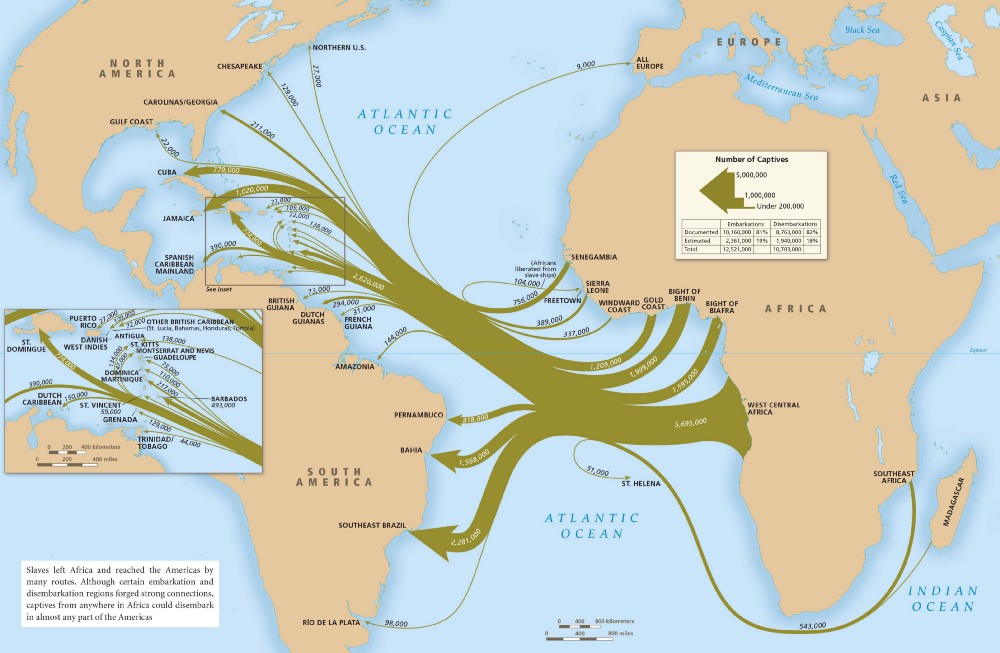 NORTH
AMERICA
NORTHERN U.S.
CHESAPEAKE
CAROLINAS/GEORGIA
GULF COAST
CUBA
JAMAICA
SPANISH
CARIBBEAN
MAINLAND
27,000
129,000
211,000
22,000
779,000
1,020,000
27,000
109,000
72,000
138,000
390,000
2,620,000
See inset
ATLANTIC
OCEAN
9,000
ALL
EUROPE
EUROPE
Black Sea
Caspian Sea
Mediterranean Sea
ASIA
Red Sea
Number of Captives
5,000,000
1,000,000
Under 200,000
Embarkations Disembarkations
Documented 10,160,000 81% 8,763,000 82%
Estimated 2,361,000 19% 1,940,000 18%
Total 12,521,000 10,703,000
SENEGAMBIA
(Africans
liberated from
slave ships)
104,000
756,000
FREETOWN
SIERRA
LEONE
389,000
337,000
WINDWARD
COAST
GOLD
COAST
BIGHT OF
BENIN
BIGHT OF
BIAFRA
AFRICA
1,209,000
1,999,000
1,595,000
Equator
73,000
BRITISH
GUIANA
294,000
DUTCH
GUIANAS
31,000
FRENCH
GUIANA
144,000
AMAZONIA
PERNAMBUCO
818,000
BAHIA
1,568,000
5,695,000
WEST CENTRAL
AFRICA
SOUTH
AMERICA
51,000
ST. HELENA
SOUTHEAST
AFRICA
MADAGASCAR
SOUTHEAST BRAZIL
2,281,000
ATLANTIC
OCEAN
INDIAN
OCEAN
RÍO DE LA PLATA
98,000
543,000
0 400 800 kilometers
0 400 800 miles
PUERTO
RICO
27,000
OTHER BRITISH CARIBBEAN
(St. Lucia, Bahamas, Honduras, Tortola)
72,000
DANISH
WEST INDIES
ANTIGUA
138,000
ST. KITTS
MONTSERRAT AND NEVIS
GUADELOUPE
ST.
DOMINGUE
134,000
73,000
110,000
217,000
DOMINICA
MARTINIQUE
390,000
DUTCH
CARIBBEAN
150,000
ST. VINCENT
59,000
BARBADOS
493,000
GRENADA
129,000
TRINIDAD/
TOBAGO
44,000
0 200 400 kilometers
0 200 400 miles
Slaves left Africa and reached the Americas by
many routes. Although certain embarkation and
disembarkation regions forged strong connections,
captives from anywhere in Africa could disembark
in almost any part of the Americas